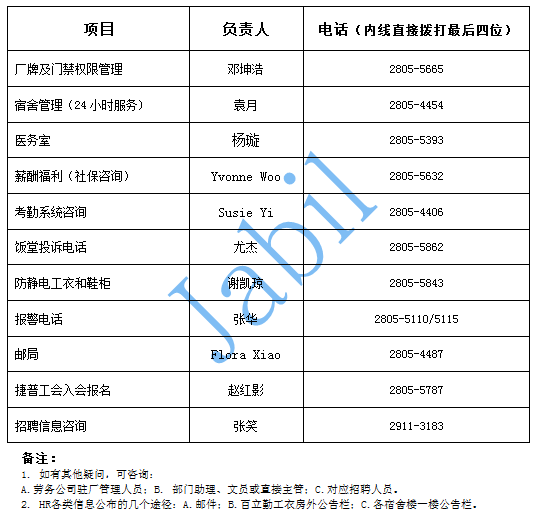 项目 负责人 电话（内线直接拨打最后四位）
厂牌及门禁权限管理 邓坤浩 2805-5665
宿舍管理（24小时服务） 袁月 2805-4454
医务室 杨璇 2805-5393
薪酬福利（社保咨询） Yvonne Woo 2805-5632
考勤系统咨询 Susie Yi 2805-4406
饭堂投诉电话 尤杰 2805-5862
防静电工衣和鞋柜 谢凯琼 2805-5843
报警电话 张华 2805-5110/5115
邮局 Flora Xiao 2805-4487
捷普工会入会报名 赵红影 2805-5787
招聘信息咨询 张笑 2911-3183
Jabil
备注：
1. 如有其他疑问，可咨询：
A.劳务公司驻厂管理人员；B. 部门助理、文员或直接主管；C.对应招聘人员。
2. HR各类信息公布的几个途径：A.邮件；B.百立勤工衣房外公告栏；C.各宿舍楼一楼公告栏。